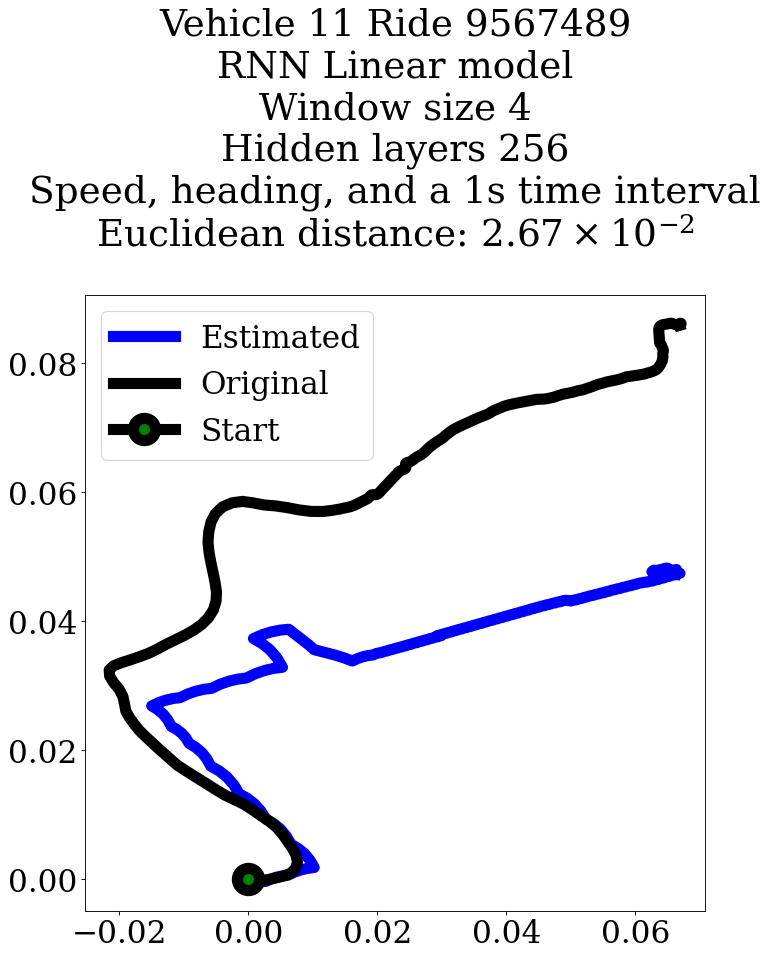 Vehicle 11 Ride 9567489
RNN Linear model
Window size 4
Hidden layers 256
Speed, heading, and a 1s time interval
Euclidean distance: 2.67 × 10⁻²
Estimated
Original
Start
0.08
0.06
0.04
0.02
0.00
−0.02 0.00 0.02 0.04 0.06